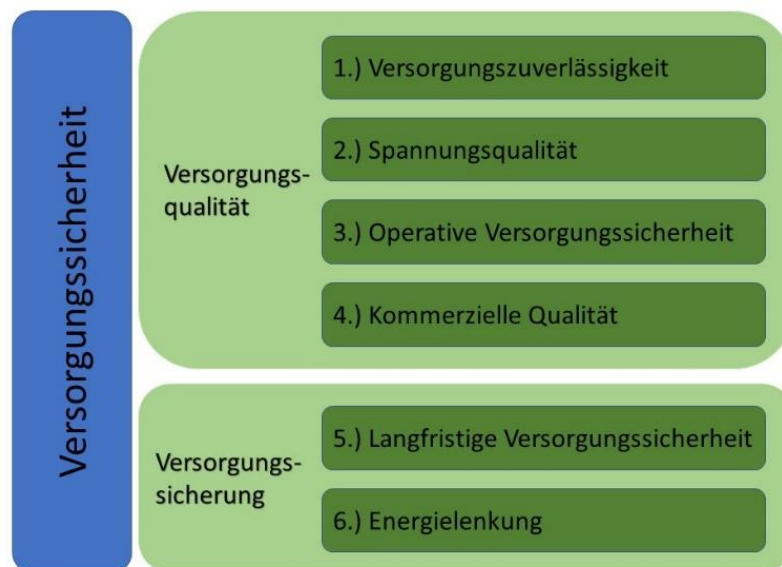 Versorgungssicherheit
Versorgungs-
qualität
1.) Versorgungszuverlässigkeit
2.) Spannungsqualität
3.) Operative Versorgungssicherheit
4.) Kommerzielle Qualität
Versorgungs-
sicherung
5.) Langfristige Versorgungssicherheit
6.) Energielenkung